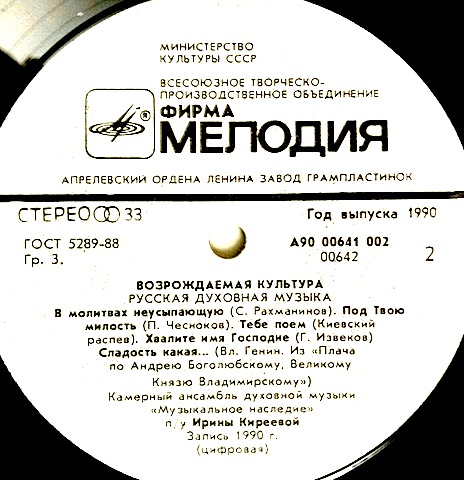 МИНИСТЕРСТВО
КУЛЬТУРЫ СССР
ВСЕСОЮЗНОЕ ТВОРЧЕСКО-
ПРОИЗВОДСТВЕННОЕ ОБЪЕДИНЕНИЕ
®
ФИРМА
МЕЛОДИЯ
АПРЕЛЕВСКИЙ ОРДЕНА ЛЕНИНА ЗАВОД ГРАМПЛАСТИНОК
СТЕРЕО 33
Год выпуска 1990
ГОСТ 5289-88
А90 00641 002
Гр. 3.
00642
2
ВОЗРОЖДАЕМАЯ КУЛЬТУРА
РУССКАЯ ДУХОВНАЯ МУЗЫКА
В молитвах неусыпающую (С. Рахманинов). Под Твою
милость (П. Чесноков). Тебе поем (Киевский
распев). Хвалите имя Господне (Г. Извеков)
Сладость какая... (Вл. Генин. Из «Плача
по Андрею Боголюбскому, Великому
Князю Владимирскому»)
Камерный ансамбль духовной музыки
«Музыкальное наследие»
п/у Ирины Киреевой
Запись 1990 г.
(цифровая)